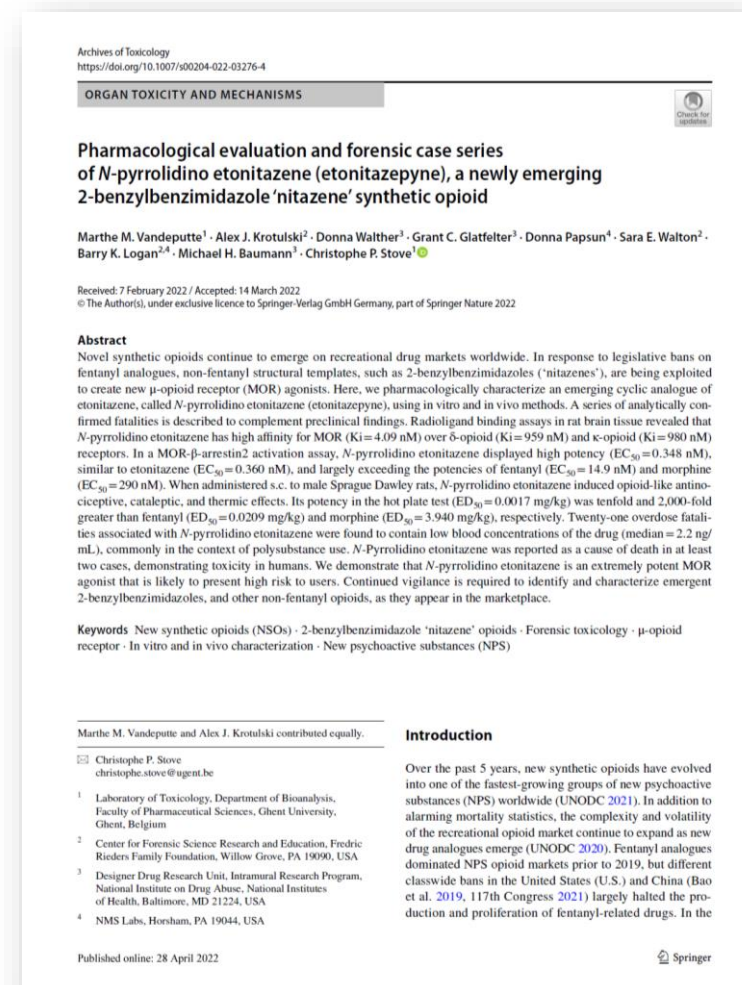 Archives of Toxicology
https://doi.org/10.1007/s00204-022-03276-4
ORGAN TOXICITY AND MECHANISMS
Check for
updates
Pharmacological evaluation and forensic case series
of N-pyrrolidino etonitazene (etonitazepyne), a newly emerging
2-benzylbenzimidazole 'nitazene' synthetic opioid
Marthe M. Vandeputte¹ · Alex J. Krotulski² · Donna Walther³ · Grant C. Glatfelter³ · Donna Papsun⁴ · Sara E. Walton² ·
Barry K. Logan²,⁴ · Michael H. Baumann³ · Christophe P. Stove¹
Received: 7 February 2022 / Accepted: 14 March 2022
© The Author(s), under exclusive licence to Springer-Verlag GmbH Germany, part of Springer Nature 2022
Abstract
Novel synthetic opioids continue to emerge on recreational drug markets worldwide. In response to legislative bans on
fentanyl analogues, non-fentanyl structural templates, such as 2-benzylbenzimidazoles ('nitazenes'), are being exploited
to create new μ-opioid receptor (MOR) agonists. Here, we pharmacologically characterize an emerging cyclic analogue of
etonitazene, called N-pyrrolidino etonitazene (etonitazepyne), using in vitro and in vivo methods. A series of analytically con-
firmed fatalities is described to complement preclinical findings. Radioligand binding assays in rat brain tissue revealed that
N-pyrrolidino etonitazene has high affinity for MOR (Ki=4.09 nM) over δ-opioid (Ki=959 nM) and κ-opioid (Ki=980 nM)
receptors. In a MOR-β-arrestin2 activation assay, N-pyrrolidino etonitazene displayed high potency (EC₅₀=0.348 nM),
similar to etonitazene (EC₅₀=0.360 nM), and largely exceeding the potencies of fentanyl (EC₅₀=14.9 nM) and morphine
(EC₅₀=290 nM). When administered s.c. to male Sprague Dawley rats, N-pyrrolidino etonitazene induced opioid-like antino-
ciceptive, cataleptic, and thermic effects. Its potency in the hot plate test (ED₅₀=0.0017 mg/kg) was tenfold and 2,000-fold
greater than fentanyl (ED₅₀=0.0209 mg/kg) and morphine (ED₅₀=3.940 mg/kg), respectively. Twenty-one overdose fatali-
ties associated with N-pyrrolidino etonitazene were found to contain low blood concentrations of the drug (median=2.2 ng/
mL), commonly in the context of polysubstance use. N-Pyrrolidino etonitazene was reported as a cause of death in at least
two cases, demonstrating toxicity in humans. We demonstrate that N-pyrrolidino etonitazene is an extremely potent MOR
agonist that is likely to present high risk to users. Continued vigilance is required to identify and characterize emergent
2-benzylbenzimidazoles, and other non-fentanyl opioids, as they appear in the marketplace.
Keywords New synthetic opioids (NSOs) · 2-benzylbenzimidazole 'nitazene' opioids · Forensic toxicology · μ-opioid
receptor · In vitro and in vivo characterization · New psychoactive substances (NPS)
Marthe M. Vandeputte and Alex J. Krotulski contributed equally.
Christophe P. Stove
christophe.stove@ugent.be
1 Laboratory of Toxicology, Department of Bioanalysis,
Faculty of Pharmaceutical Sciences, Ghent University,
Ghent, Belgium
2 Center for Forensic Science Research and Education, Fredric
Rieders Family Foundation, Willow Grove, PA 19090, USA
3 Designer Drug Research Unit, Intramural Research Program,
National Institute on Drug Abuse, National Institutes
of Health, Baltimore, MD 21224, USA
4 NMS Labs, Horsham, PA 19044, USA
Introduction
Over the past 5 years, new synthetic opioids have evolved
into one of the fastest-growing groups of new psychoactive
substances (NPS) worldwide (UNODC 2021). In addition to
alarming mortality statistics, the complexity and volatility
of the recreational opioid market continue to expand as new
drug analogues emerge (UNODC 2020). Fentanyl analogues
dominated NPS opioid markets prior to 2019, but different
classwide bans in the United States (U.S.) and China (Bao
et al. 2019, 117th Congress 2021) largely halted the pro-
duction and proliferation of fentanyl-related drugs. In the
Published online: 28 April 2022
Springer